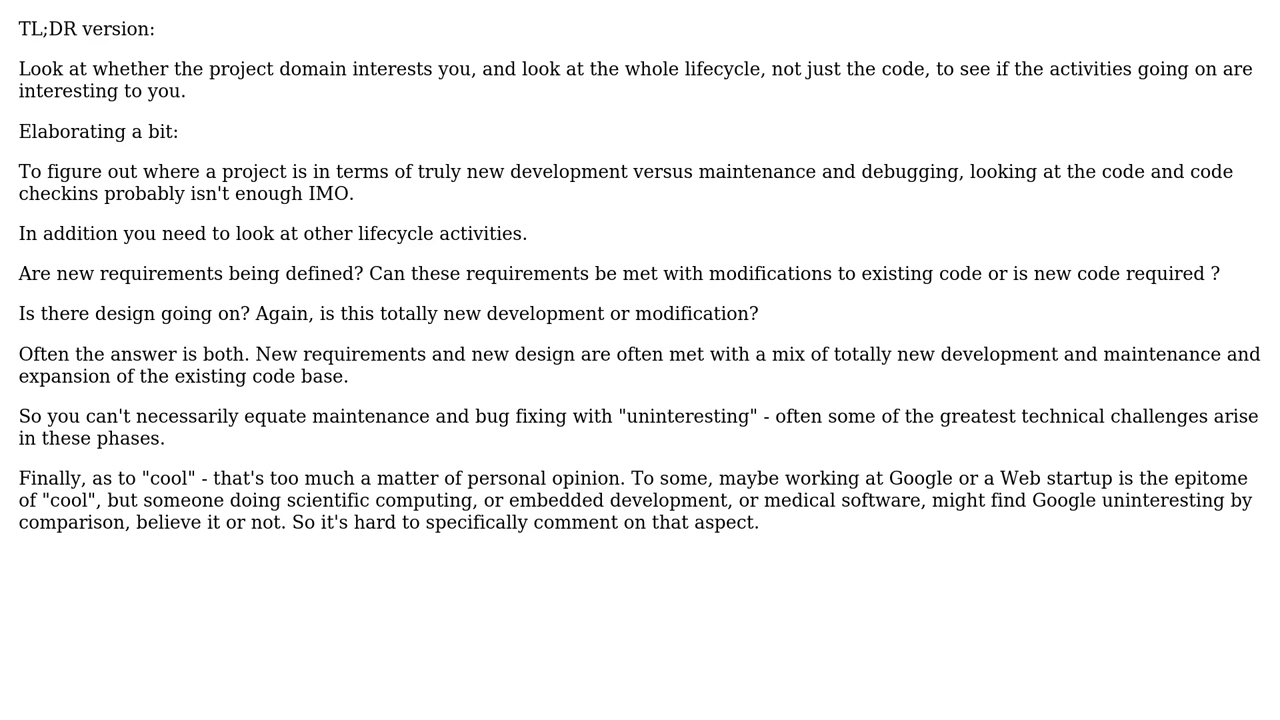 TL;DR version:
Look at whether the project domain interests you, and look at the whole lifecycle, not just the code, to see if the activities going on are
interesting to you.
Elaborating a bit:
To figure out where a project is in terms of truly new development versus maintenance and debugging, looking at the code and code
checkins probably isn't enough IMO.
In addition you need to look at other lifecycle activities.
Are new requirements being defined? Can these requirements be met with modifications to existing code or is new code required ?
Is there design going on? Again, is this totally new development or modification?
Often the answer is both. New requirements and new design are often met with a mix of totally new development and maintenance and
expansion of the existing code base.
So you can't necessarily equate maintenance and bug fixing with "uninteresting" - often some of the greatest technical challenges arise
in these phases.
Finally, as to "cool" - that's too much a matter of personal opinion. To some, maybe working at Google or a Web startup is the epitome
of "cool", but someone doing scientific computing, or embedded development, or medical software, might find Google uninteresting by
comparison, believe it or not. So it's hard to specifically comment on that aspect.